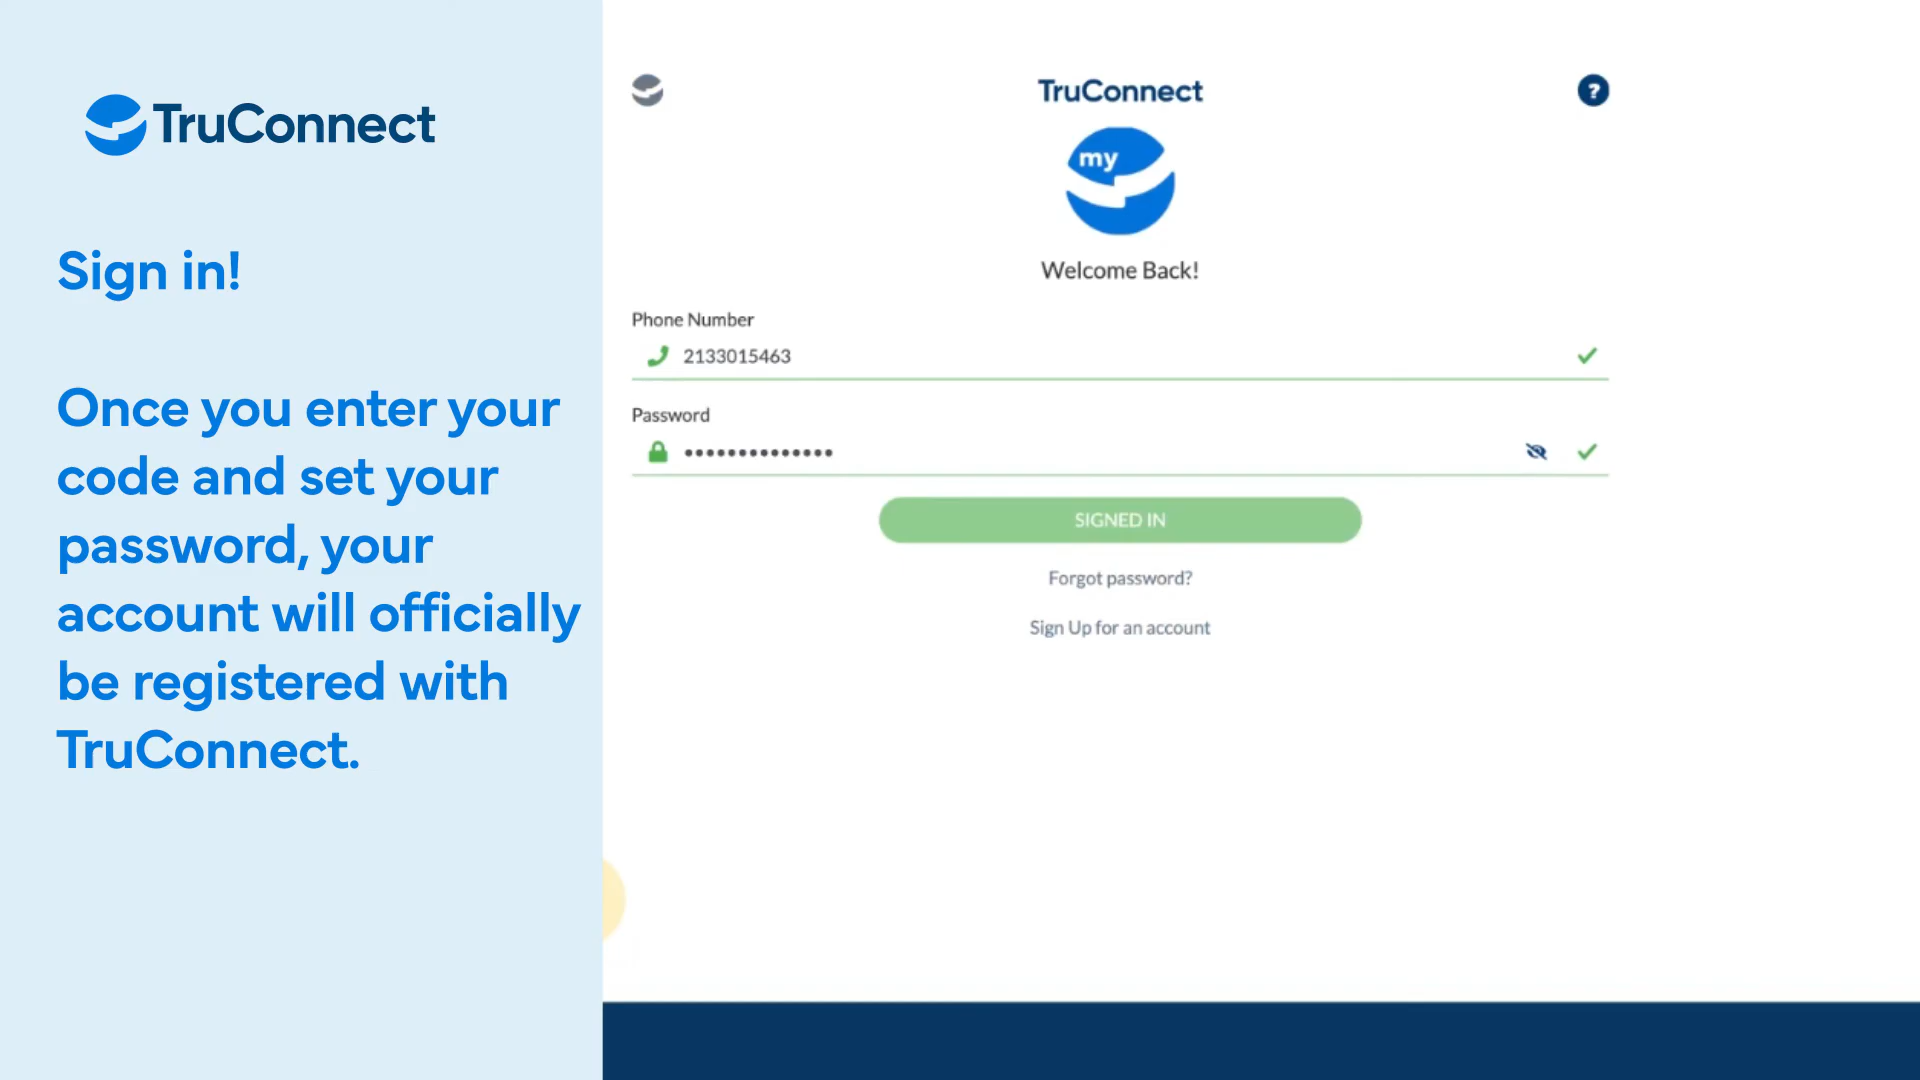 TruConnect
Sign in!
Once you enter your
code and set your
password, your
account will officially
be registered with
TruConnect.
TruConnect
?
my
Welcome Back!
Phone Number
2133015463
Password
••••••••••••••
SIGNED IN
Forgot password?
Sign Up for an account